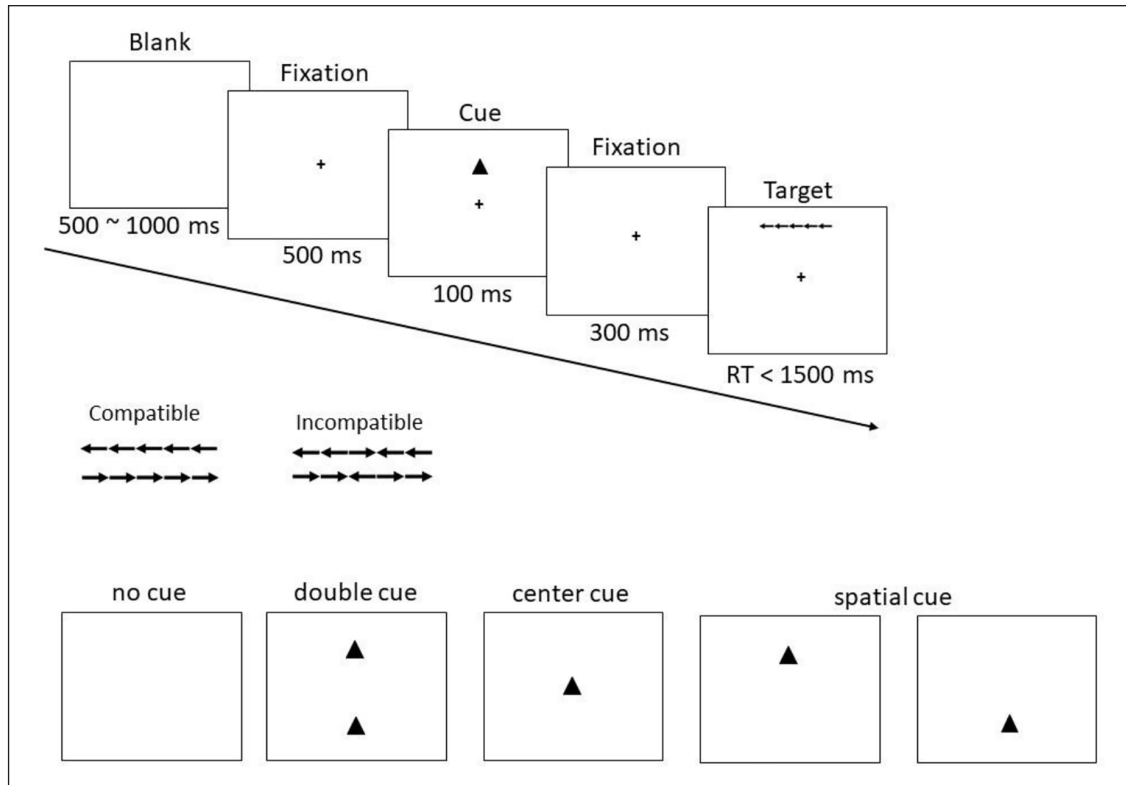 Blank
Fixation
Cue
Fixation
Target
500 ~ 1000 ms
500 ms
100 ms
300 ms
RT < 1500 ms
Compatible
Incompatible
no cue
double cue
center cue
spatial cue